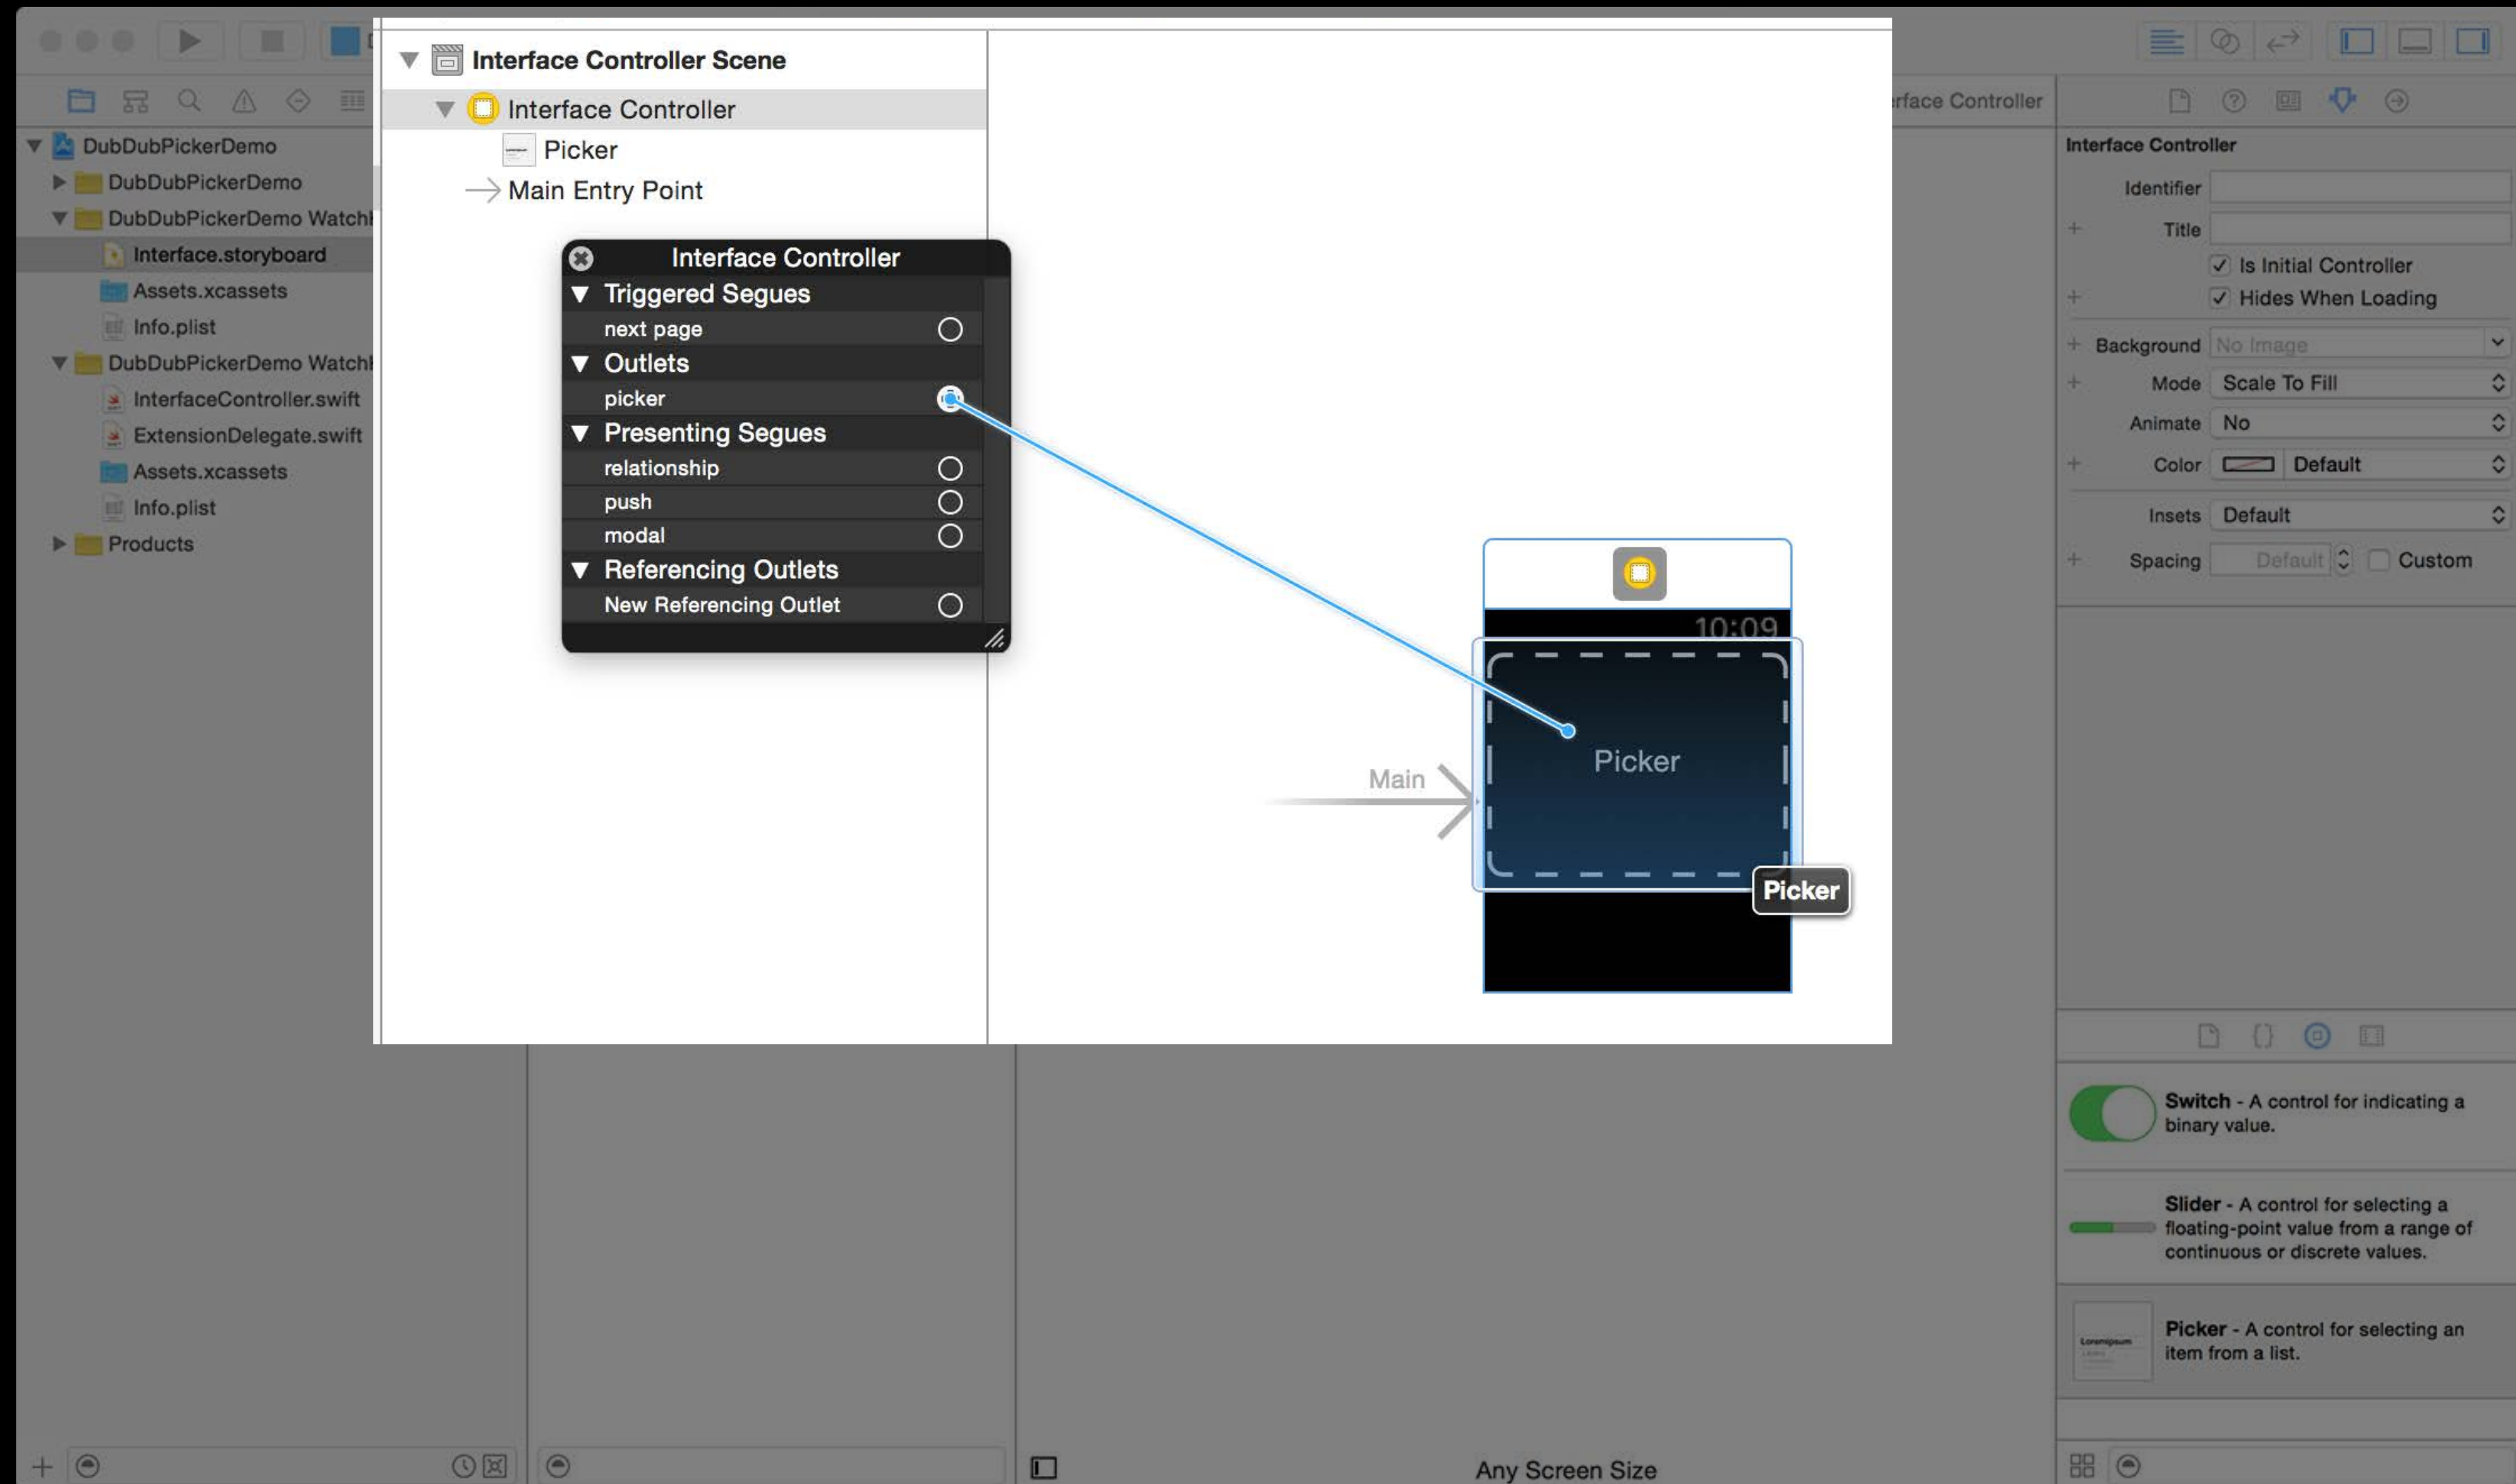 DubDubPickerDemo
DubDubPickerDemo
DubDubPickerDemo Watch
Interface.storyboard
Assets.xcassets
Info.plist
DubDubPickerDemo Watch
InterfaceController.swift
ExtensionDelegate.swift
Assets.xcassets
Info.plist
Products
Interface Controller Scene
Interface Controller
Picker
Main Entry Point
Interface Controller
Triggered Segues
next page
Outlets
picker
Presenting Segues
relationship
push
modal
Referencing Outlets
New Referencing Outlet
Main
10:09
Picker
Picker
Any Screen Size
rface Controller
Interface Controller
Identifier
Title
Is Initial Controller
Hides When Loading
Background No Image
Mode Scale To Fill
Animate No
Color Default
Insets Default
Spacing Default Custom
Switch - A control for indicating a
binary value.
Slider - A control for selecting a
floating-point value from a range of
continuous or discrete values.
Loremipsum
Picker - A control for selecting an
item from a list.